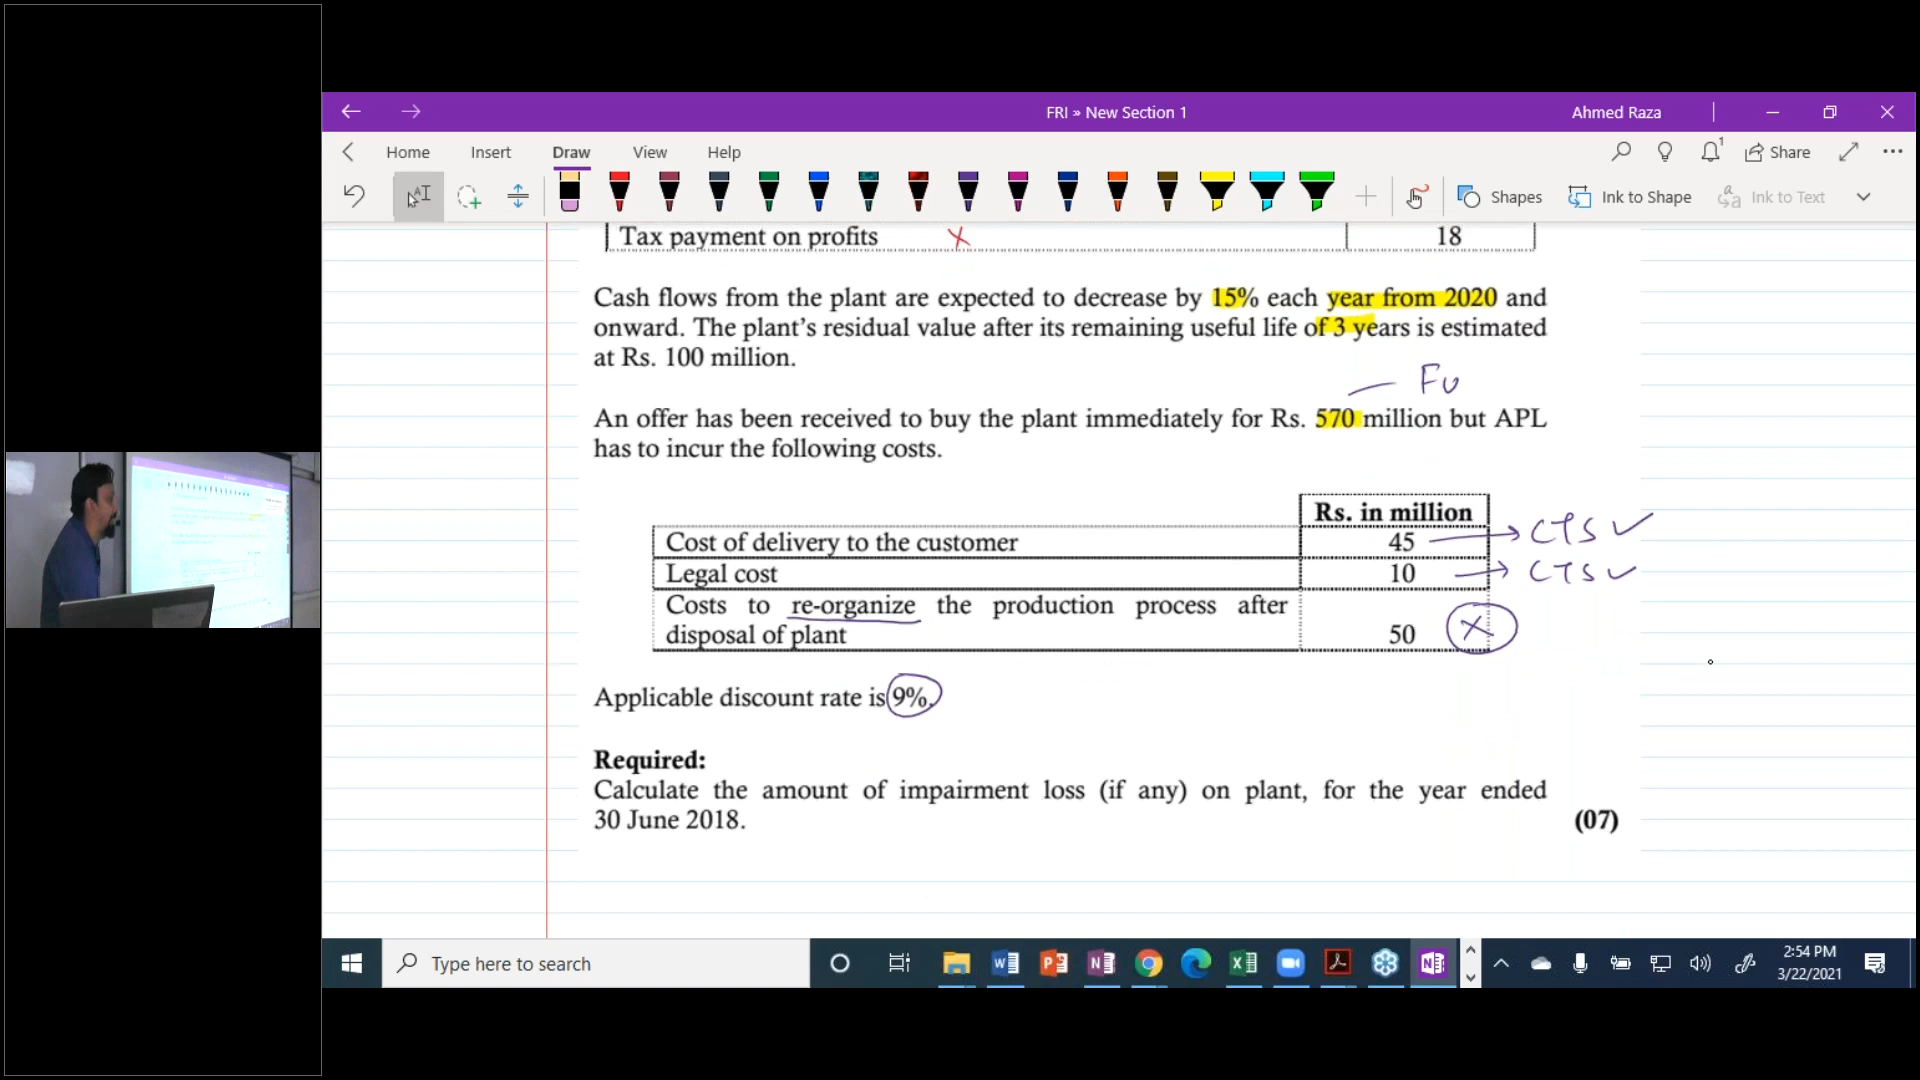 FRI » New Section 1
Ahmed Raza
Home Insert Draw View Help
Share
Shapes
Ink to Shape
Ink to Text
Tax payment on profits X 18
Cash flows from the plant are expected to decrease by 15% each year from 2020 and
onward. The plant's residual value after its remaining useful life of 3 years is estimated
at Rs. 100 million.
FV
An offer has been received to buy the plant immediately for Rs. 570 million but APL
has to incur the following costs.
Rs. in million
Cost of delivery to the customer 45 → CTS ✓
Legal cost 10 → CTS ✓
Costs to re-organize the production process after
disposal of plant 50 X
Applicable discount rate is 9%.
Required:
Calculate the amount of impairment loss (if any) on plant, for the year ended
30 June 2018. (07)
Type here to search
2:54 PM
3/22/2021